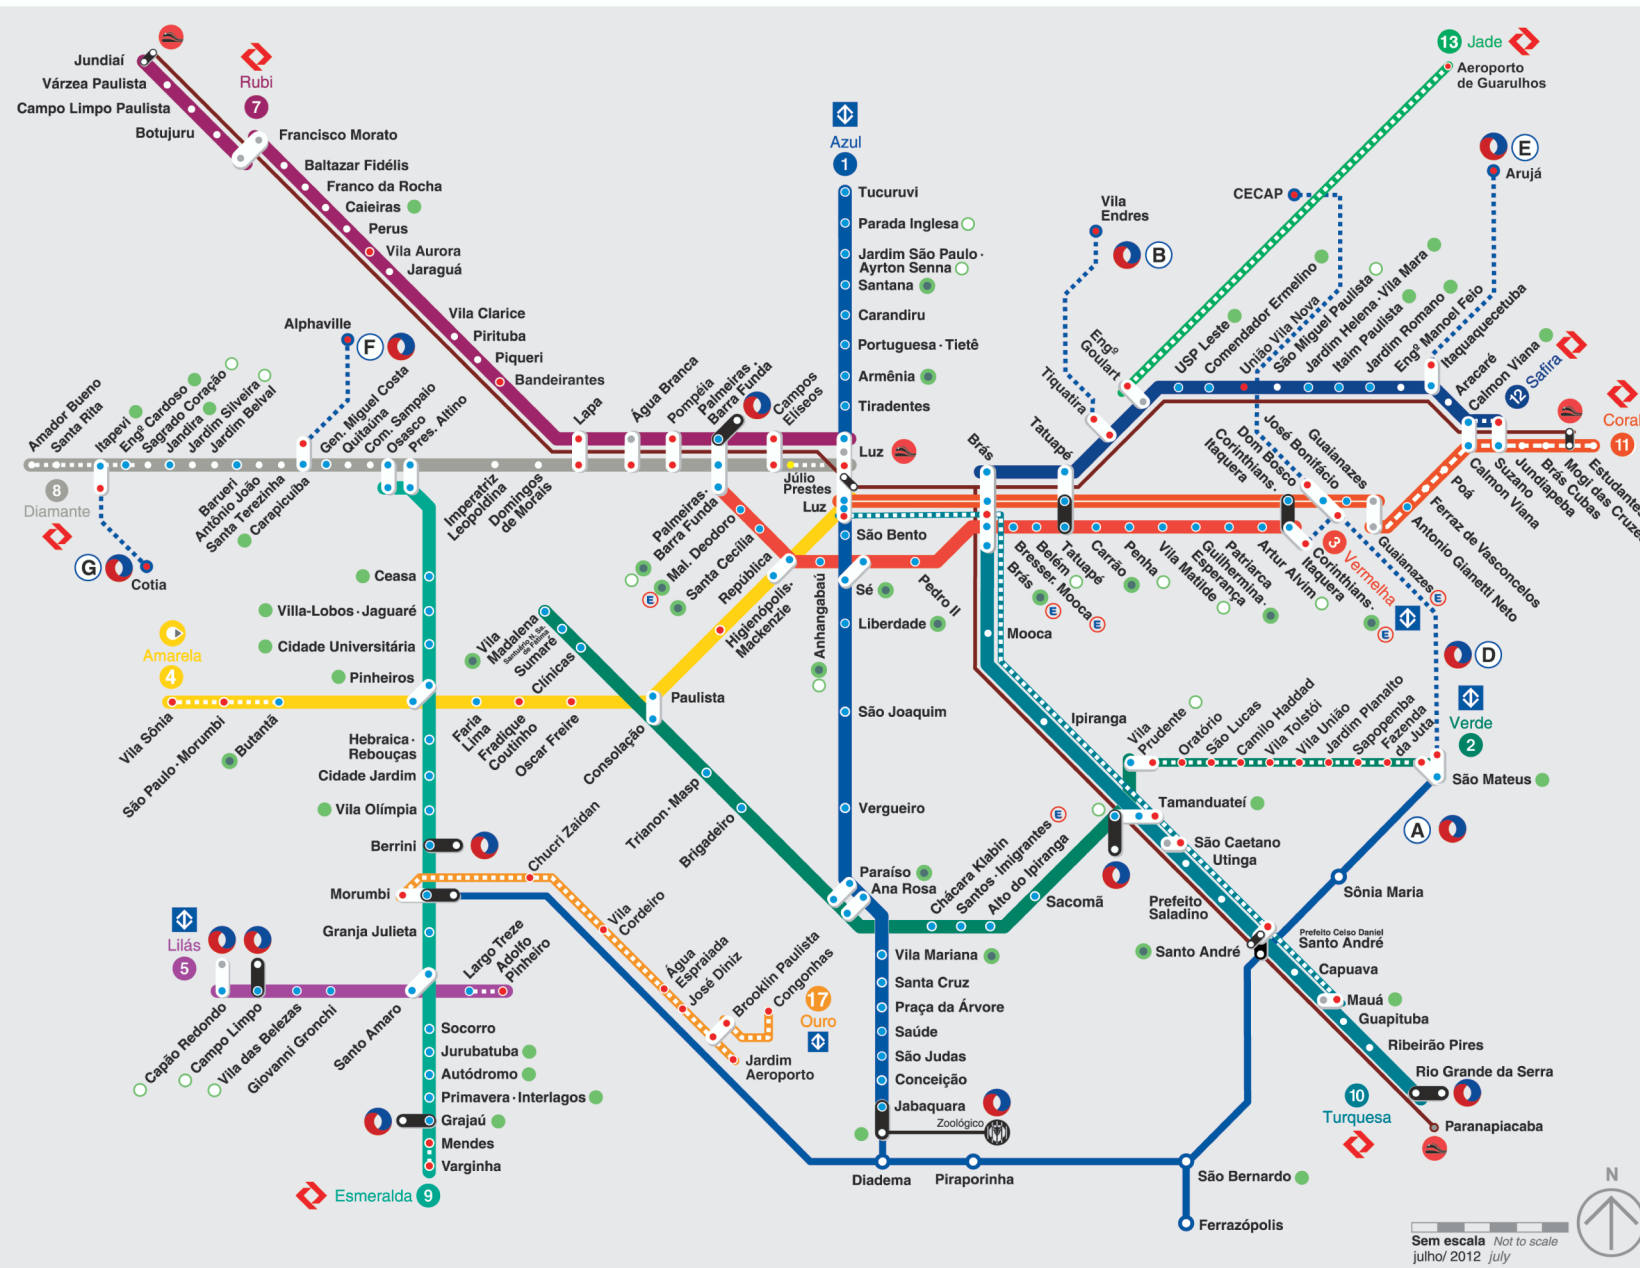 Jundiaí
Várzea Paulista
Campo Limpo Paulista
Botujuru
Rubi
7
Francisco Morato
Baltazar Fidélis
Franco da Rocha
Caieiras
Perus
Vila Aurora
Jaraguá
Vila Clarice
Pirituba
Piqueri
Bandeirantes
Lapa
Água Branca
Pompéia
Palmeiras·
Barra Funda
Campos
Elíseos
Azul
1
Tucuruvi
Parada Inglesa
Jardim São Paulo·
Ayrton Senna
Santana
Carandiru
Portuguesa·Tietê
Armênia
Tiradentes
Luz
Júlio
Prestes
Luz
São Bento
Sé
Liberdade
São Joaquim
Vergueiro
Paraíso
Ana Rosa
Vila Mariana
Santa Cruz
Praça da Árvore
Saúde
São Judas
Conceição
Jabaquara
Zoológico
Diadema
Piraporinha
São Bernardo
Ferrazópolis
13 Jade
Aeroporto
de Guarulhos
E
Arujá
CECAP
Vila
Endres
B
Engº
Goulart
Tiquatira
Tatuapé
Brás
USP Leste
Comendador Ermelino
União Vila Nova
São Miguel Paulista
Jardim Helena·Vila Mara
Itaim Paulista
Jardim Romano
Engº Manoel Feio
Itaquaquecetuba
Aracaré
Calmon Viana
12 Safira
Coral
11
Estudantes
Mogi das Cruzes
Brás Cubas
Jundiapeba
Suzano
Calmon Viana
Poá
Ferraz de Vasconcelos
Antonio Gianetti Neto
Guaianazes
Guaianazes
José Bonifácio
Dom Bosco
Corinthians·
Itaquera
3 Vermelha
Corinthians·
Itaquera
E
Artur Alvim
Patriarca
Guilhermina·
Esperança
Vila Matilde
Penha
Carrão
Tatuapé
Belém
Bresser·Mooca
E
Brás
E
Pedro II
Anhangabaú
República
Santa Cecília
Mal. Deodoro
Palmeiras·
Barra Funda
E
E
Amador Bueno
Santa Rita
Itapevi
Engº Cardoso
Sagrado Coração
Jandira
Jardim Silveira
Jardim Belval
Barueri
Antônio João
Santa Terezinha
Carapicuíba
Alphaville
F
Gen. Miguel Costa
Quitaúna
Com. Sampaio
Osasco
Pres. Altino
Imperatriz
Leopoldina
Domingos
de Morais
8
Diamante
G
Cotia
Ceasa
Villa-Lobos·Jaguaré
Cidade Universitária
Pinheiros
Hebraica·
Rebouças
Cidade Jardim
Vila Olímpia
Berrini
Morumbi
Granja Julieta
Santo Amaro
Socorro
Jurubatuba
Autódromo
Primavera·Interlagos
Grajaú
Mendes
Varginha
Esmeralda 9
Amarela
4
Vila Sônia
São Paulo·Morumbi
Butantã
Faria
Lima
Fradique
Coutinho
Oscar Freire
Paulista
Higienópolis·
Mackenzie
Vila
Madalena
Santuário N. Sa.
de Fátima
Sumaré
Clínicas
Consolação
Trianon·Masp
Brigadeiro
Chácara Klabin
Santos·Imigrantes
E
Alto do Ipiranga
Sacomã
Tamanduateí
Vila
Prudente
Oratório
São Lucas
Camilo Haddad
Vila Tolstói
Vila União
Jardim Planalto
Sapopemba
Fazenda
da Juta
São Mateus
Verde
2
D
A
Sônia Maria
Mooca
Ipiranga
São Caetano
Utinga
Prefeito
Saladino
Prefeito Celso Daniel
Santo André
Santo André
Capuava
Mauá
Guapituba
Ribeirão Pires
Rio Grande da Serra
Paranapiacaba
10
Turquesa
Lilás
5
Capão Redondo
Campo Limpo
Vila das Belezas
Giovanni Gronchi
Largo Treze
Adolfo
Pinheiro
Chucri Zaidan
Vila
Cordeiro
Água
Espraiada
José Diniz
Brooklin Paulista
Congonhas
Jardim
Aeroporto
17
Ouro
N
Sem escala Not to scale
julho/ 2012 july